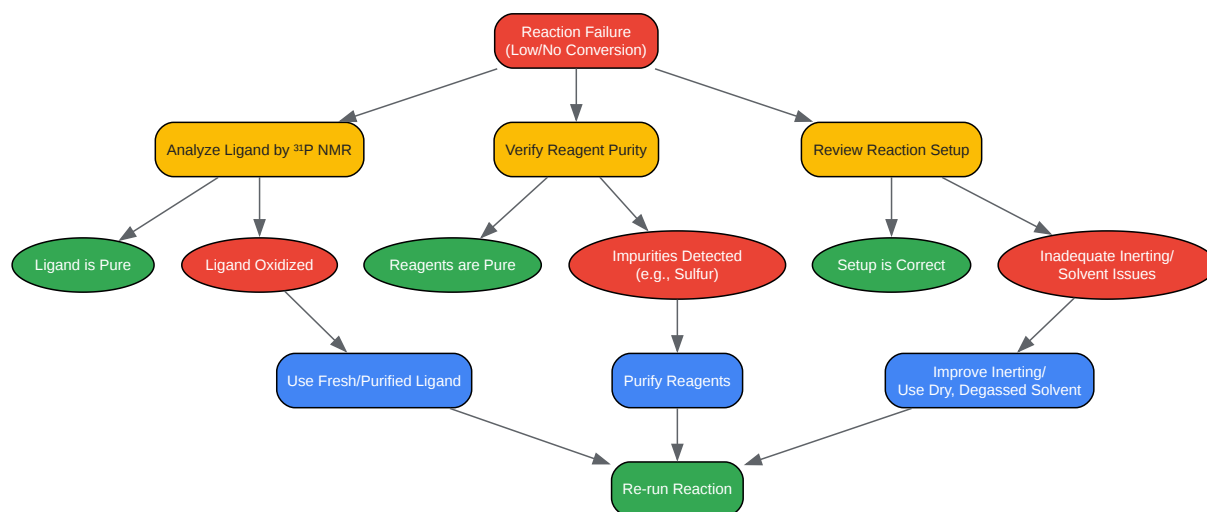 Reaction Failure
(Low/No Conversion)
Analyze Ligand by ³¹P NMR
Verify Reagent Purity
Review Reaction Setup
Ligand is Pure
Ligand Oxidized
Reagents are Pure
Impurities Detected
(e.g., Sulfur)
Setup is Correct
Inadequate Inerting/
Solvent Issues
Use Fresh/Purified Ligand
Purify Reagents
Improve Inerting/
Use Dry, Degassed Solvent
Re-run Reaction